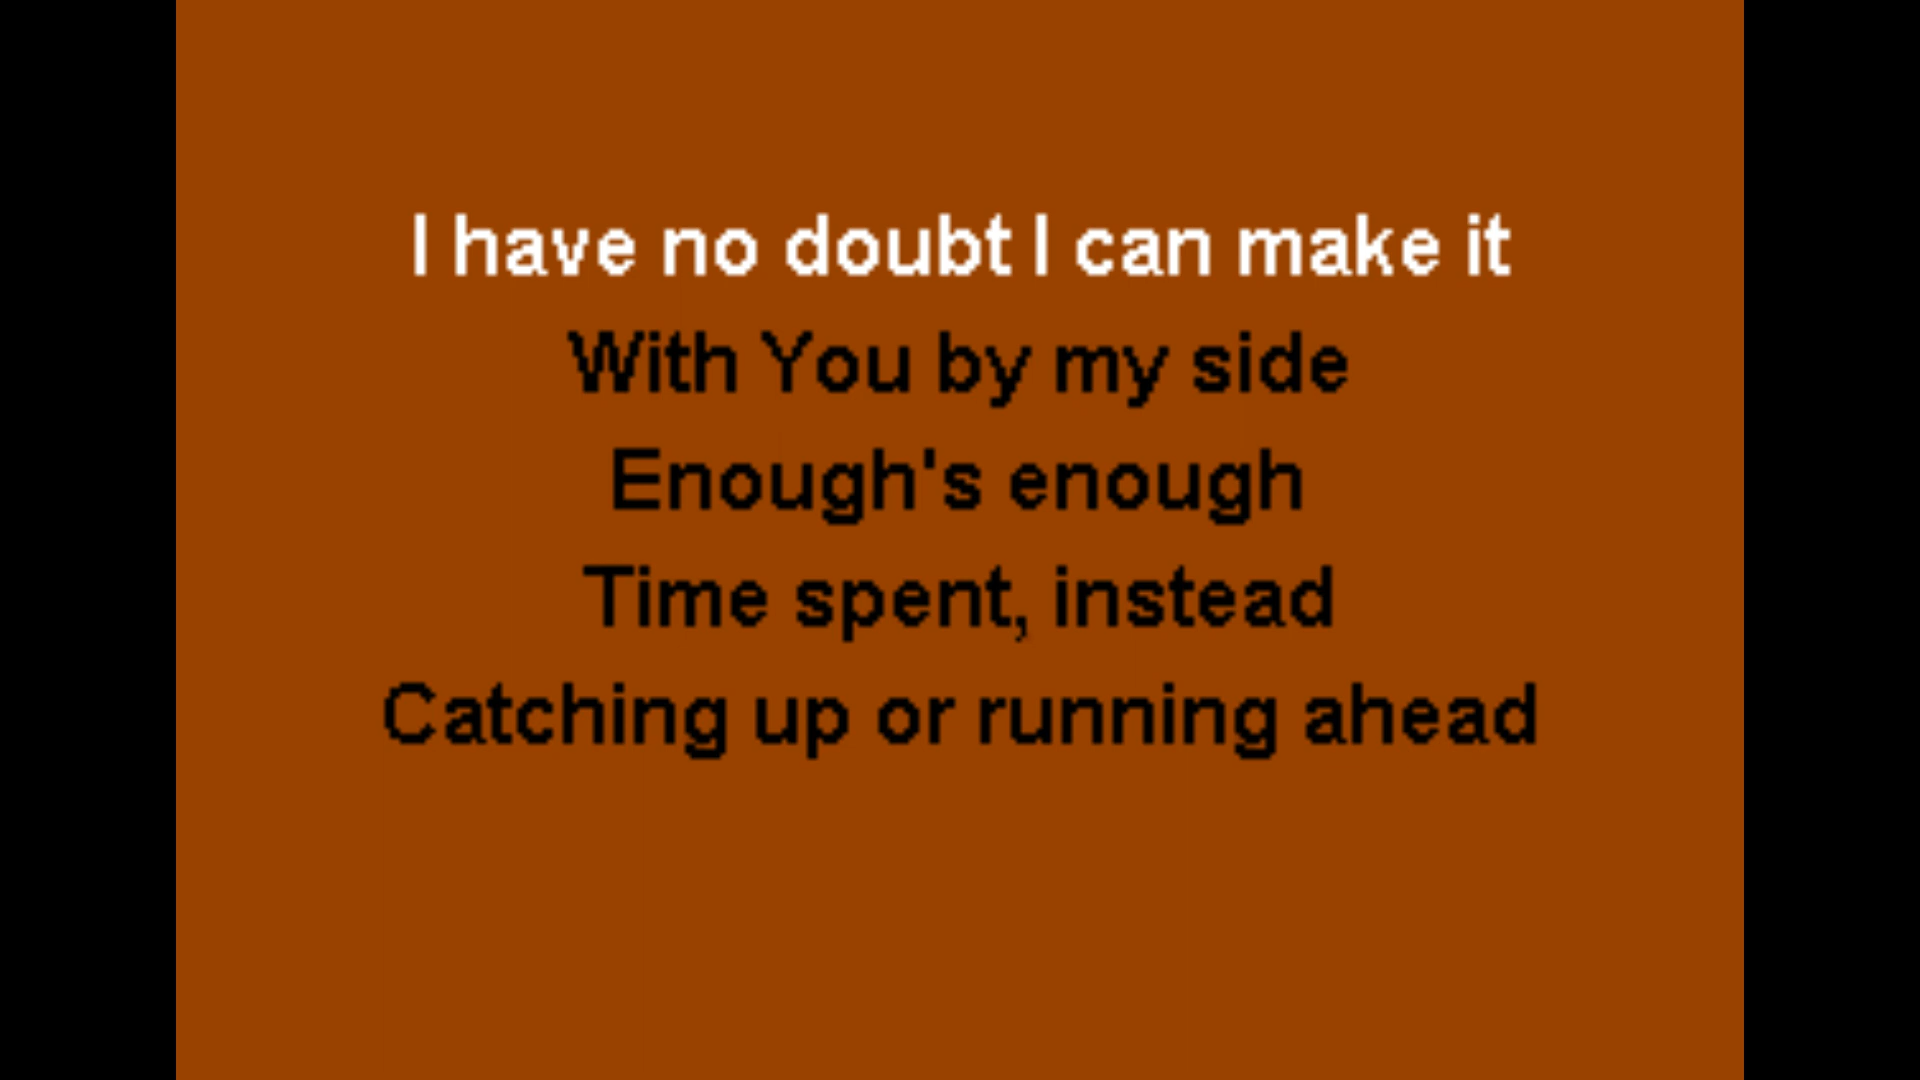 I have no doubt I can make it
With You by my side
Enough's enough
Time spent, instead
Catching up or running ahead